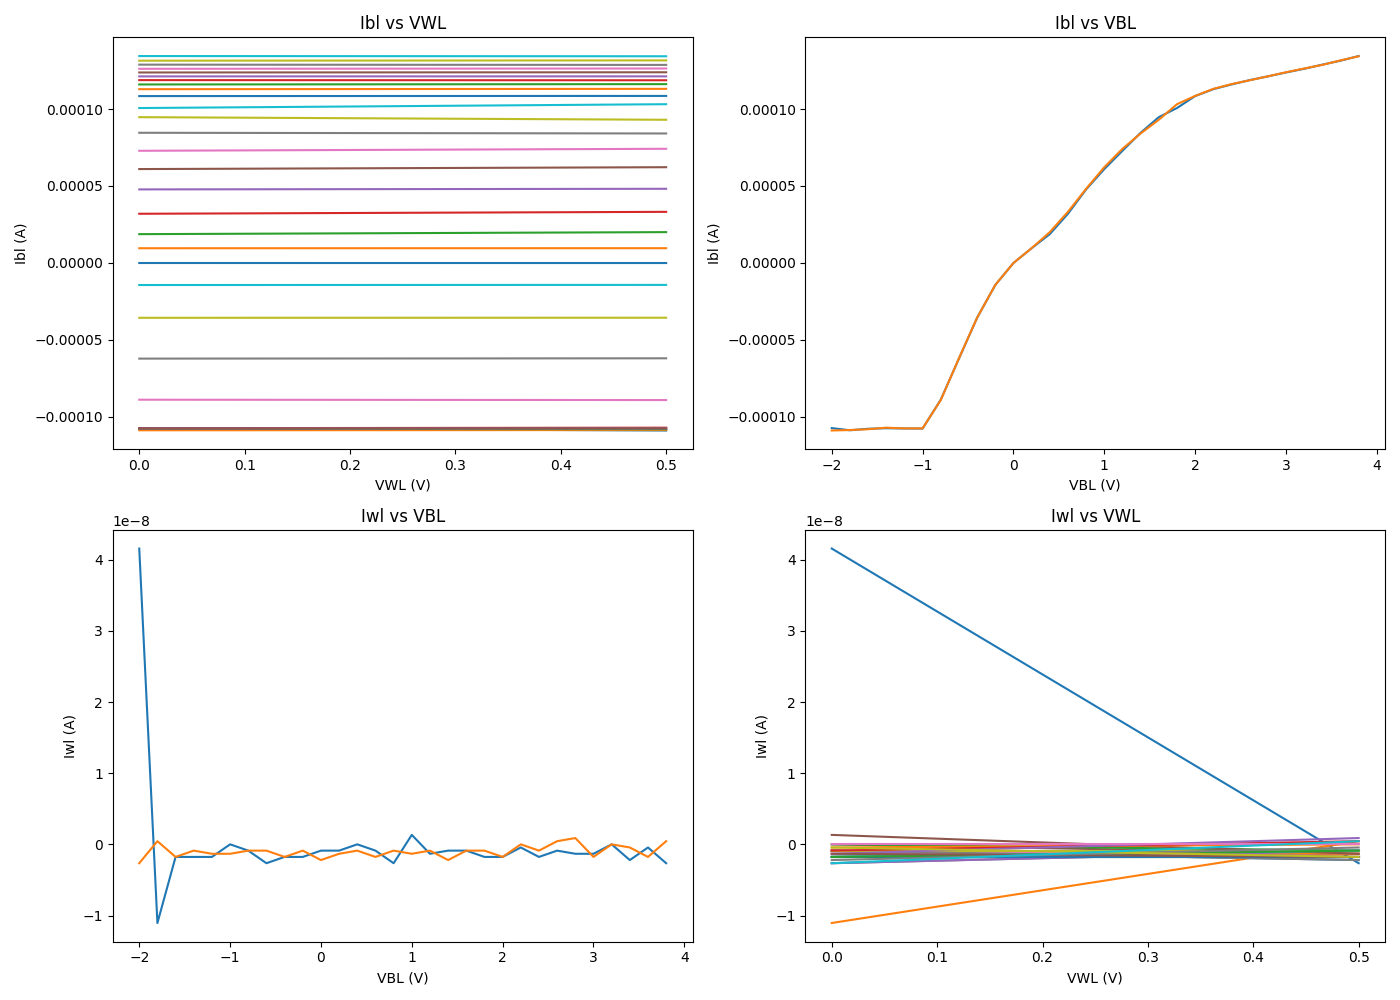 Ibl vs VWL
Ibl (A)
0.00010
0.00005
0.00000
−0.00005
−0.00010
0.0 0.1 0.2 0.3 0.4 0.5
VWL (V)
Ibl vs VBL
Ibl (A)
0.00010
0.00005
0.00000
−0.00005
−0.00010
−2 −1 0 1 2 3 4
VBL (V)
Iwl vs VBL
1e−8
Iwl (A)
4
3
2
1
0
−1
−2 −1 0 1 2 3 4
VBL (V)
Iwl vs VWL
1e−8
Iwl (A)
4
3
2
1
0
−1
0.0 0.1 0.2 0.3 0.4 0.5
VWL (V)